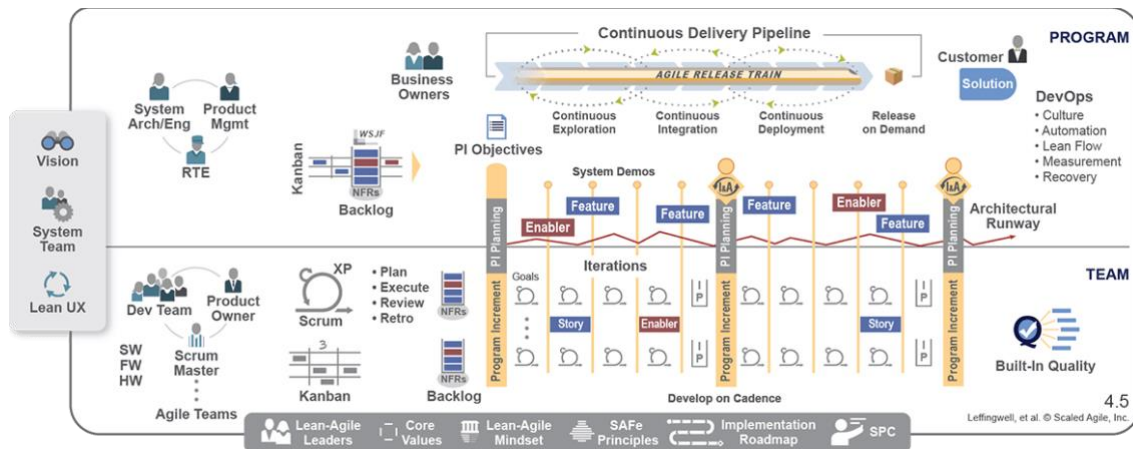 Continuous Delivery Pipeline
PROGRAM
AGILE RELEASE TRAIN
Continuous
Exploration
Continuous
Integration
Continuous
Deployment
Release
on Demand
Customer
Solution
DevOps
• Culture
• Automation
• Lean Flow
• Measurement
• Recovery
Business
Owners
System
Arch/Eng
Product
Mgmt
RTE
Vision
System
Team
Lean UX
Kanban
WSJF
NFRs
Backlog
PI Objectives
System Demos
Enabler
Feature
Feature
Feature
Enabler
Feature
I&A
I&A
Architectural
Runway
PI Planning
PI Planning
PI Planning
TEAM
Dev Team
Product
Owner
Scrum
Master
SW
FW
HW
Agile Teams
XP
Scrum
• Plan
• Execute
• Review
• Retro
3
Kanban
NFRs
NFRs
Backlog
Program Increment
Program Increment
Program Increment
Goals
Iterations
Story
Enabler
Story
I
P
I
P
I
P
I
P
Develop on Cadence
Built-In Quality
4.5
Leffingwell, et al. © Scaled Agile, Inc.
Lean-Agile
Leaders
Core
Values
Lean-Agile
Mindset
SAFe
Principles
Implementation
Roadmap
SPC